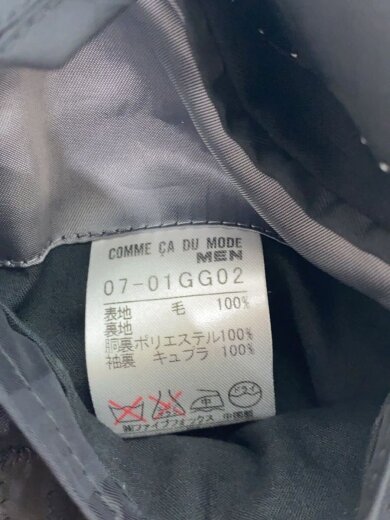 COMME ÇA DU MODE
MEN
07-01GG02
表地 毛 100%
裏地
胴裏ポリエステル100%
袖裏 キュプラ 100%
㈱ファイブフォックス 中国製